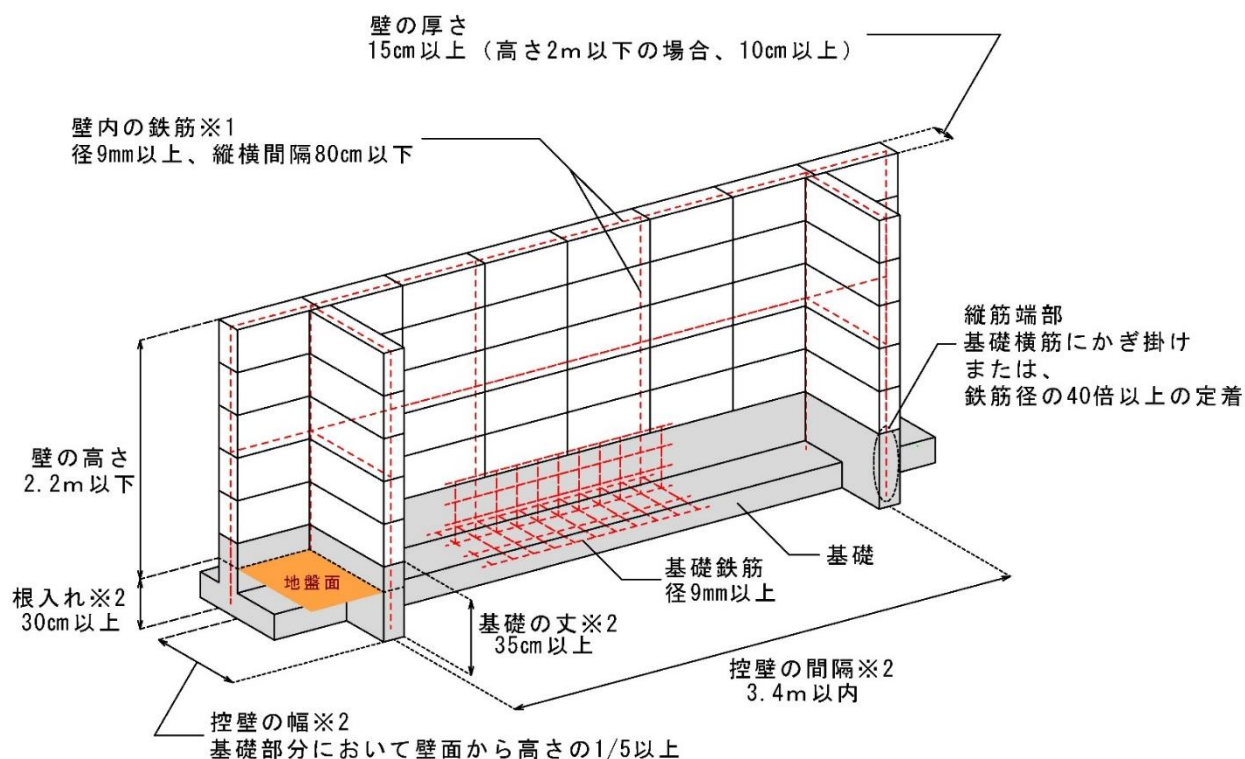 壁の厚さ
15cm以上（高さ2m以下の場合、10cm以上）
壁内の鉄筋※1
径9mm以上、縦横間隔80cm以下
縦筋端部
基礎横筋にかぎ掛け
または、
鉄筋径の40倍以上の定着
壁の高さ
2.2m以下
地盤面
基礎
基礎鉄筋
径9mm以上
根入れ※2
30cm以上
基礎の丈※2
35cm以上
控壁の間隔※2
3.4m以内
控壁の幅※2
基礎部分において壁面から高さの1/5以上